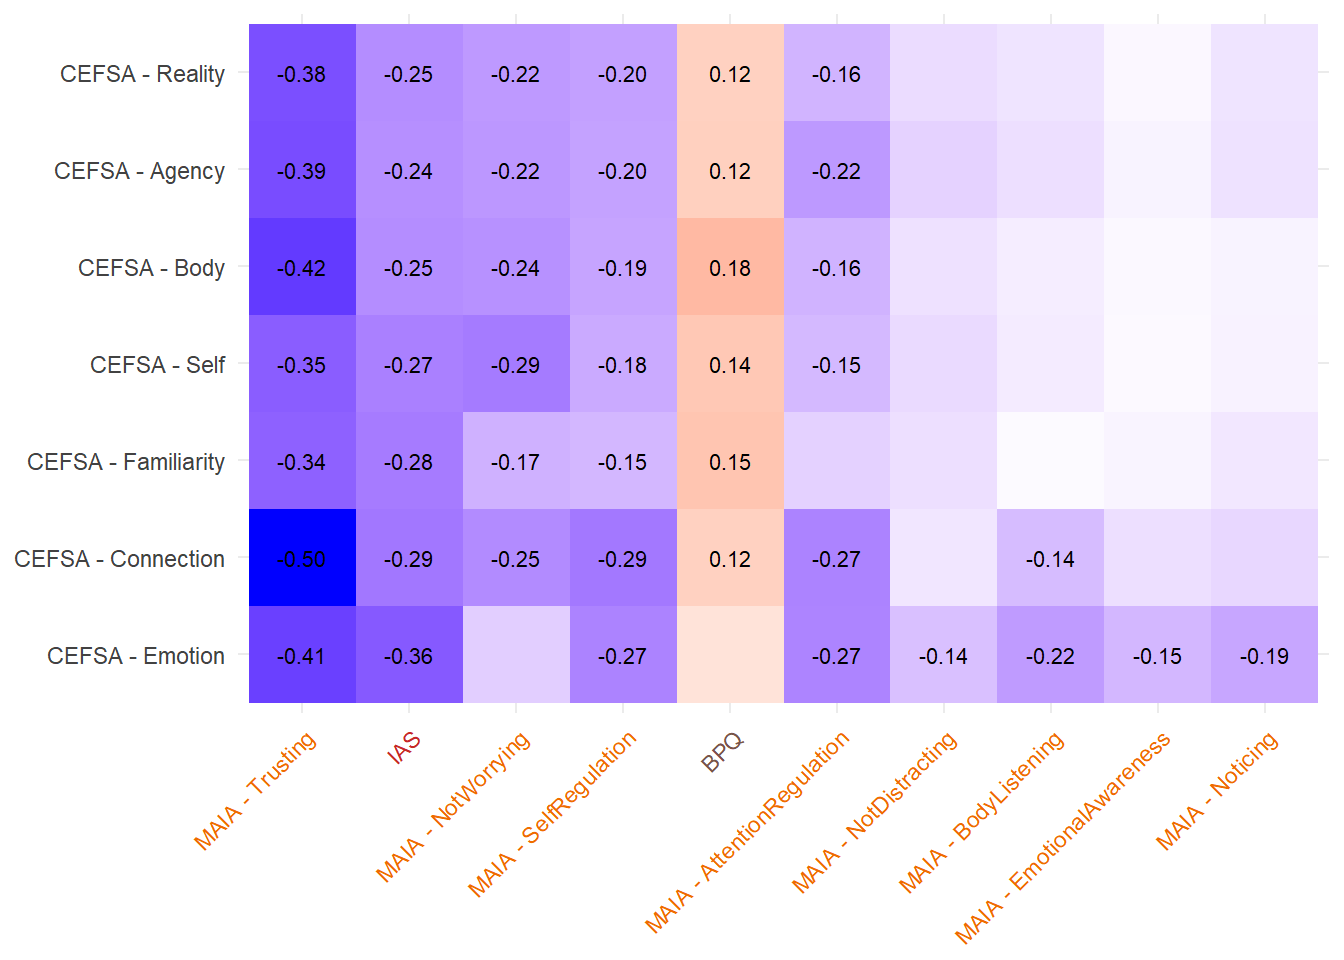 CEFSA - Reality -0.38 -0.25 -0.22 -0.20 0.12 -0.16
CEFSA - Agency -0.39 -0.24 -0.22 -0.20 0.12 -0.22
CEFSA - Body -0.42 -0.25 -0.24 -0.19 0.18 -0.16
CEFSA - Self -0.35 -0.27 -0.29 -0.18 0.14 -0.15
CEFSA - Familiarity -0.34 -0.28 -0.17 -0.15 0.15
CEFSA - Connection -0.50 -0.29 -0.25 -0.29 0.12 -0.27 -0.14
CEFSA - Emotion -0.41 -0.36 -0.27 -0.27 -0.14 -0.22 -0.15 -0.19
MAIA - Trusting
IAS
MAIA - NotWorrying
MAIA - SelfRegulation
BPQ
MAIA - AttentionRegulation
MAIA - NotDistracting
MAIA - BodyListening
MAIA - EmotionalAwareness
MAIA - Noticing